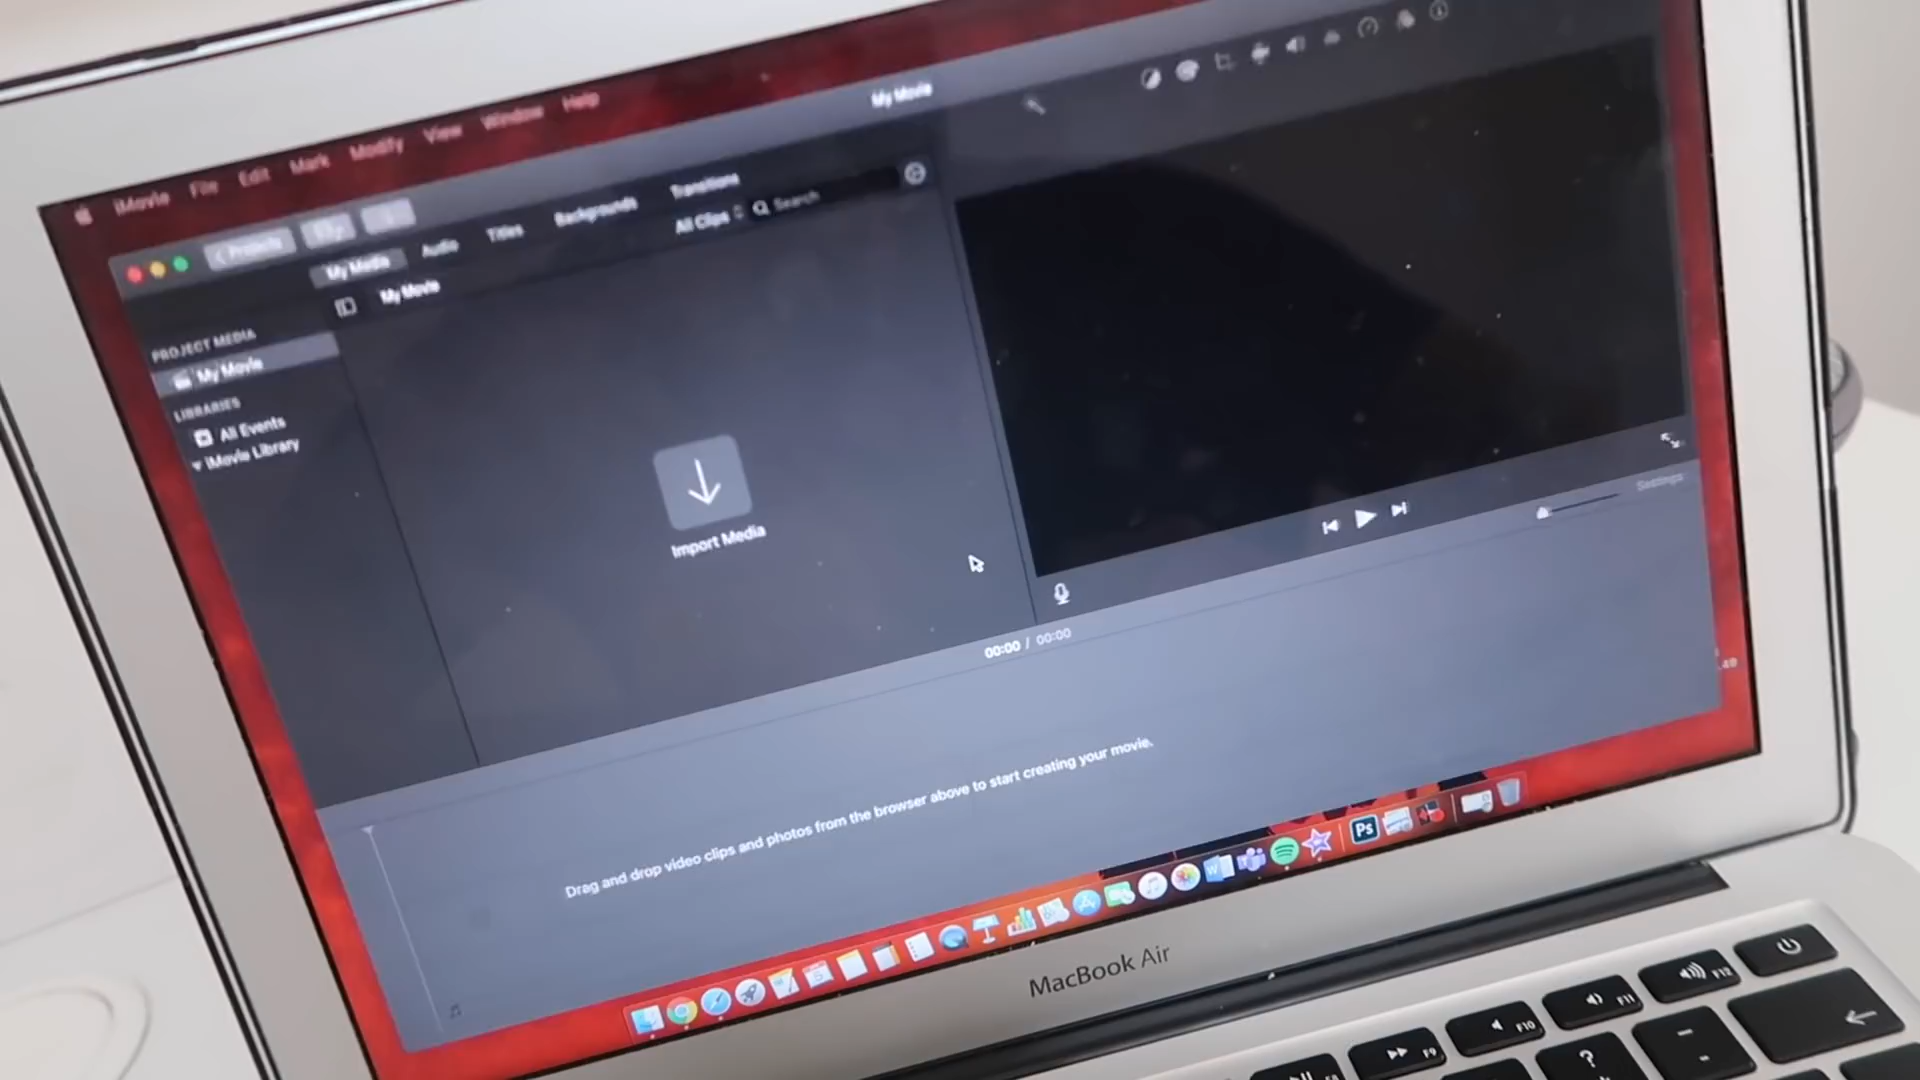 iMovie File Edit Mark Modify View Window Help
My Movie
Projects
My Media Audio Titles Backgrounds Transitions
My Movie
All Clips
Search
PROJECT MEDIA
My Movie
LIBRARIES
All Events
iMovie Library
Import Media
Settings
00:00 / 00:00
Drag and drop video clips and photos from the browser above to start creating your movie.
Ps
MacBook Air
F9
F10
F11
F12
?